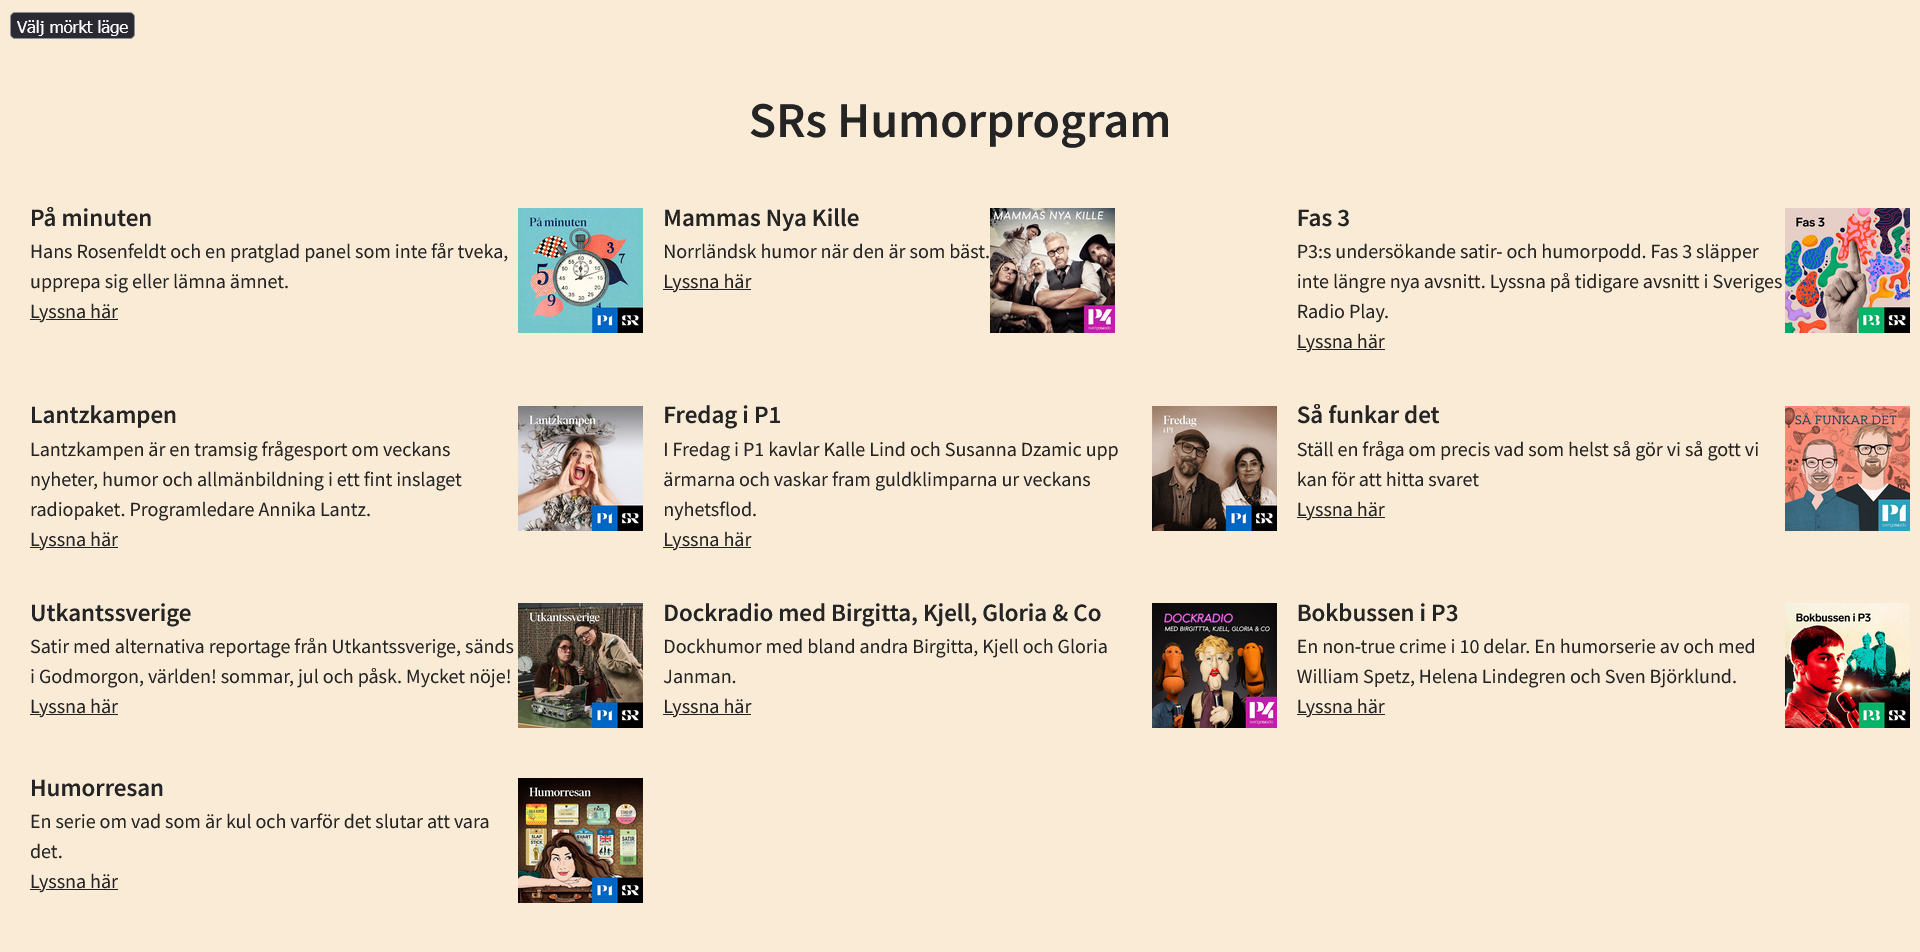 Välj mörkt läge
SRs Humorprogram
På minuten
Hans Rosenfeldt och en pratglad panel som inte får tveka,
upprepa sig eller lämna ämnet.
Lyssna här
På minuten
5
3
7
9
4
60
15
30
45
P1 SR
Mammas Nya Kille
Norrländsk humor när den är som bäst.
Lyssna här
MAMMAS NYA KILLE
P4
Fas 3
P3:s undersökande satir- och humorpodd. Fas 3 släpper
inte längre nya avsnitt. Lyssna på tidigare avsnitt i Sveriges
Radio Play.
Lyssna här
Fas 3
P3 SR
Lantzkampen
Lantzkampen är en tramsig frågesport om veckans
nyheter, humor och allmänbildning i ett fint inslaget
radiopaket. Programledare Annika Lantz.
Lyssna här
Lantzkampen
P1 SR
Fredag i P1
I Fredag i P1 kavlar Kalle Lind och Susanna Dzamic upp
ärmarna och vaskar fram guldklimparna ur veckans
nyhetsflod.
Lyssna här
Fredag
i P1
P1 SR
Så funkar det
Ställ en fråga om precis vad som helst så gör vi så gott vi
kan för att hitta svaret
Lyssna här
SÅ FUNKAR DET
P1
Utkantssverige
Satir med alternativa reportage från Utkantssverige, sänds
i Godmorgon, världen! sommar, jul och påsk. Mycket nöje!
Lyssna här
Utkantssverige
P1 SR
Dockradio med Birgitta, Kjell, Gloria & Co
Dockhumor med bland andra Birgitta, Kjell och Gloria
Janman.
Lyssna här
DOCKRADIO
MED BIRGITTTA, KJELL, GLORIA & CO
P4
Bokbussen i P3
En non-true crime i 10 delar. En humorserie av och med
William Spetz, Helena Lindegren och Sven Björklund.
Lyssna här
Bokbussen i P3
P3 SR
Humorresan
En serie om vad som är kul och varför det slutar att vara
det.
Lyssna här
Humorresan
FARS
SLAP
STICK
SVART
SATIR
P1 SR